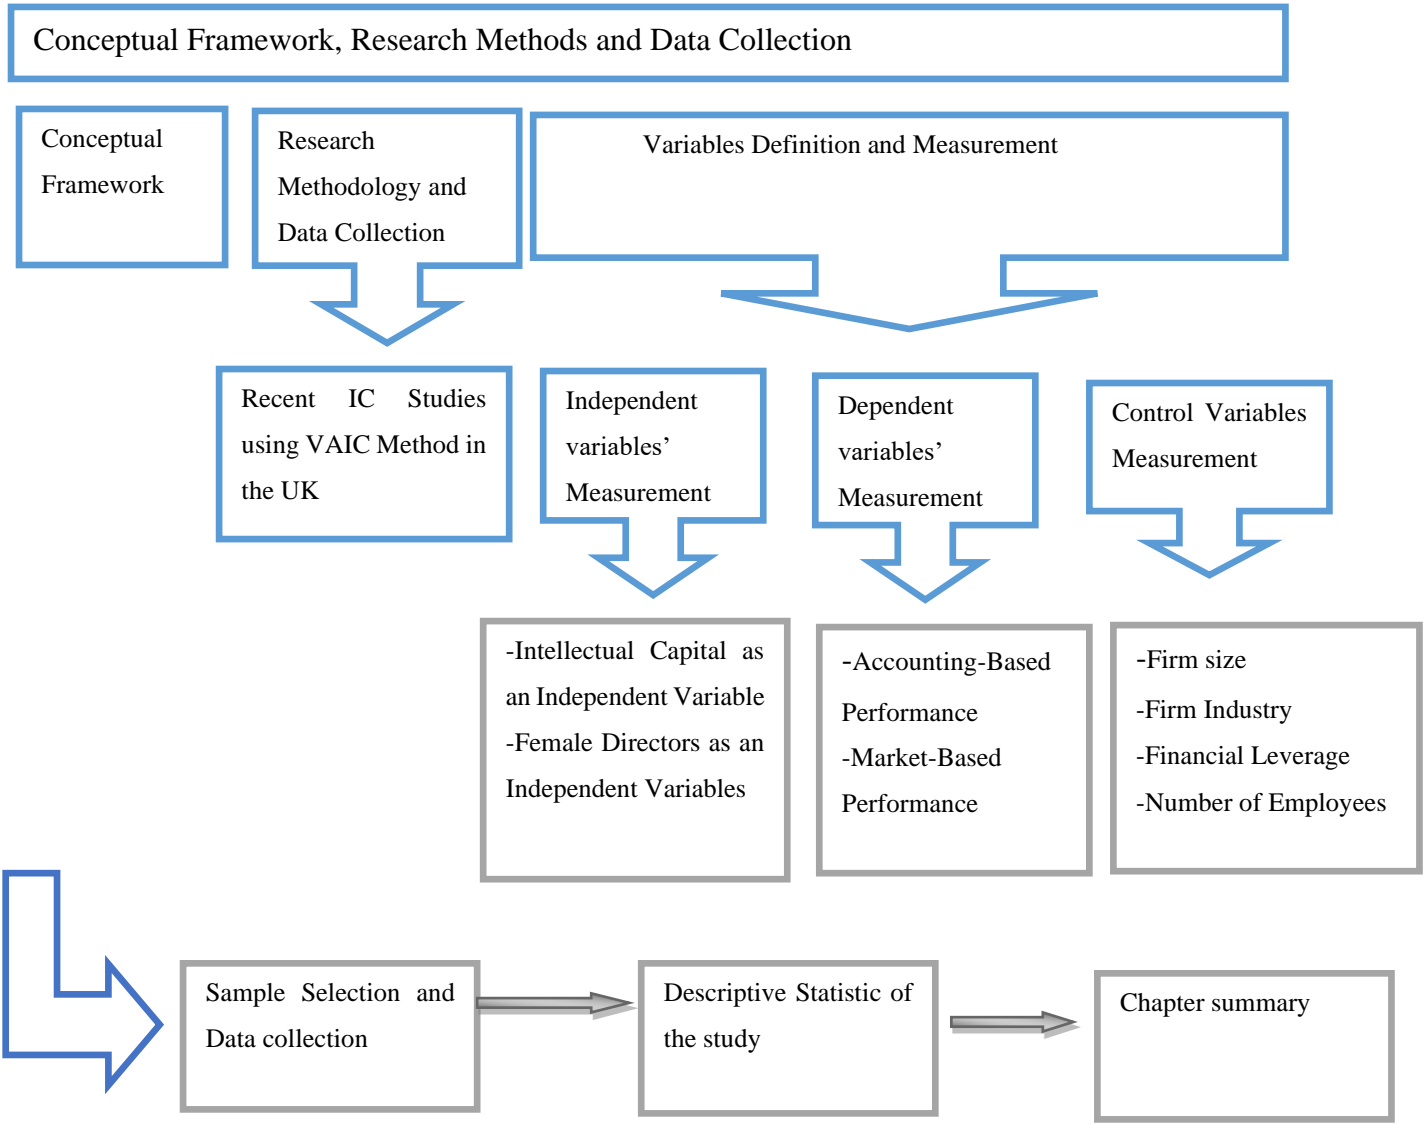 Conceptual Framework, Research Methods and Data Collection
Conceptual
Framework
Research
Methodology and
Data Collection
Variables Definition and Measurement
Recent IC Studies
using VAIC Method in
the UK
Independent
variables’
Measurement
Dependent
variables’
Measurement
Control Variables
Measurement
-Intellectual Capital as
an Independent Variable
-Female Directors as an
Independent Variables
-Accounting-Based
Performance
-Market-Based
Performance
-Firm size
-Firm Industry
-Financial Leverage
-Number of Employees
Sample Selection and
Data collection
Descriptive Statistic of
the study
Chapter summary